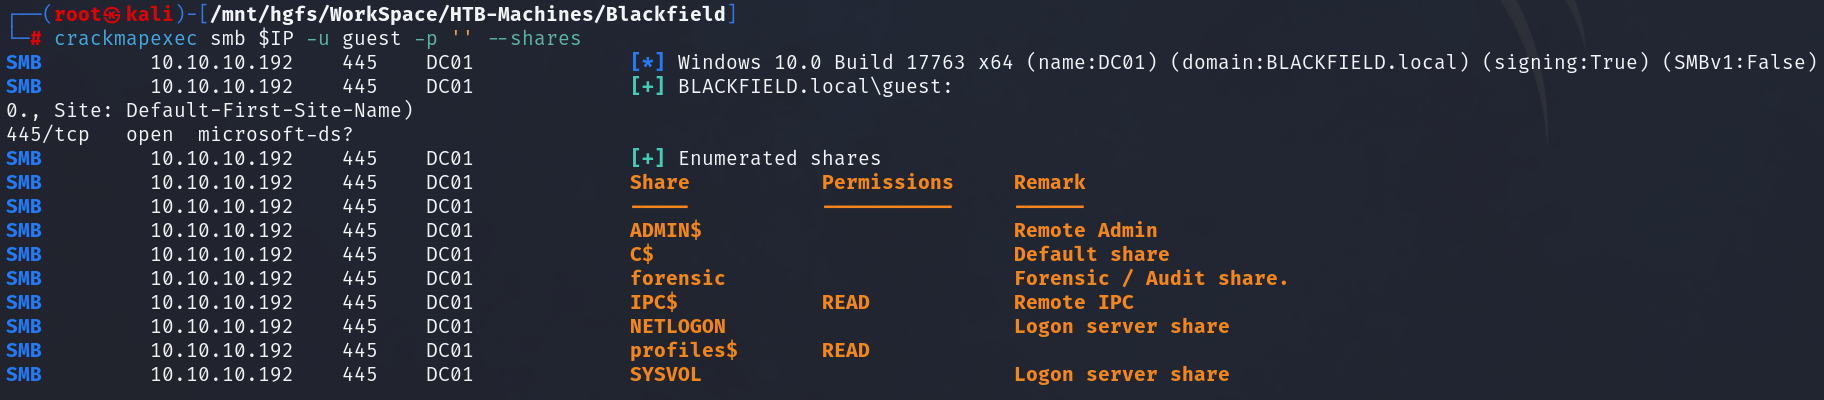 ┌──(root㉿kali)-[/mnt/hgfs/WorkSpace/HTB-Machines/Blackfield]
└─# crackmapexec smb $IP -u guest -p '' --shares
SMB         10.10.10.192    445    DC01             [*] Windows 10.0 Build 17763 x64 (name:DC01) (domain:BLACKFIELD.local) (signing:True) (SMBv1:False)
SMB         10.10.10.192    445    DC01             [+] BLACKFIELD.local\guest:
0., Site: Default-First-Site-Name)
445/tcp   open  microsoft-ds?
SMB         10.10.10.192    445    DC01             [+] Enumerated shares
SMB         10.10.10.192    445    DC01             Share           Permissions     Remark
SMB         10.10.10.192    445    DC01             -----           -----------     ------
SMB         10.10.10.192    445    DC01             ADMIN$                          Remote Admin
SMB         10.10.10.192    445    DC01             C$                              Default share
SMB         10.10.10.192    445    DC01             forensic                        Forensic / Audit share.
SMB         10.10.10.192    445    DC01             IPC$            READ            Remote IPC
SMB         10.10.10.192    445    DC01             NETLOGON                        Logon server share
SMB         10.10.10.192    445    DC01             profiles$       READ
SMB         10.10.10.192    445    DC01             SYSVOL                          Logon server share